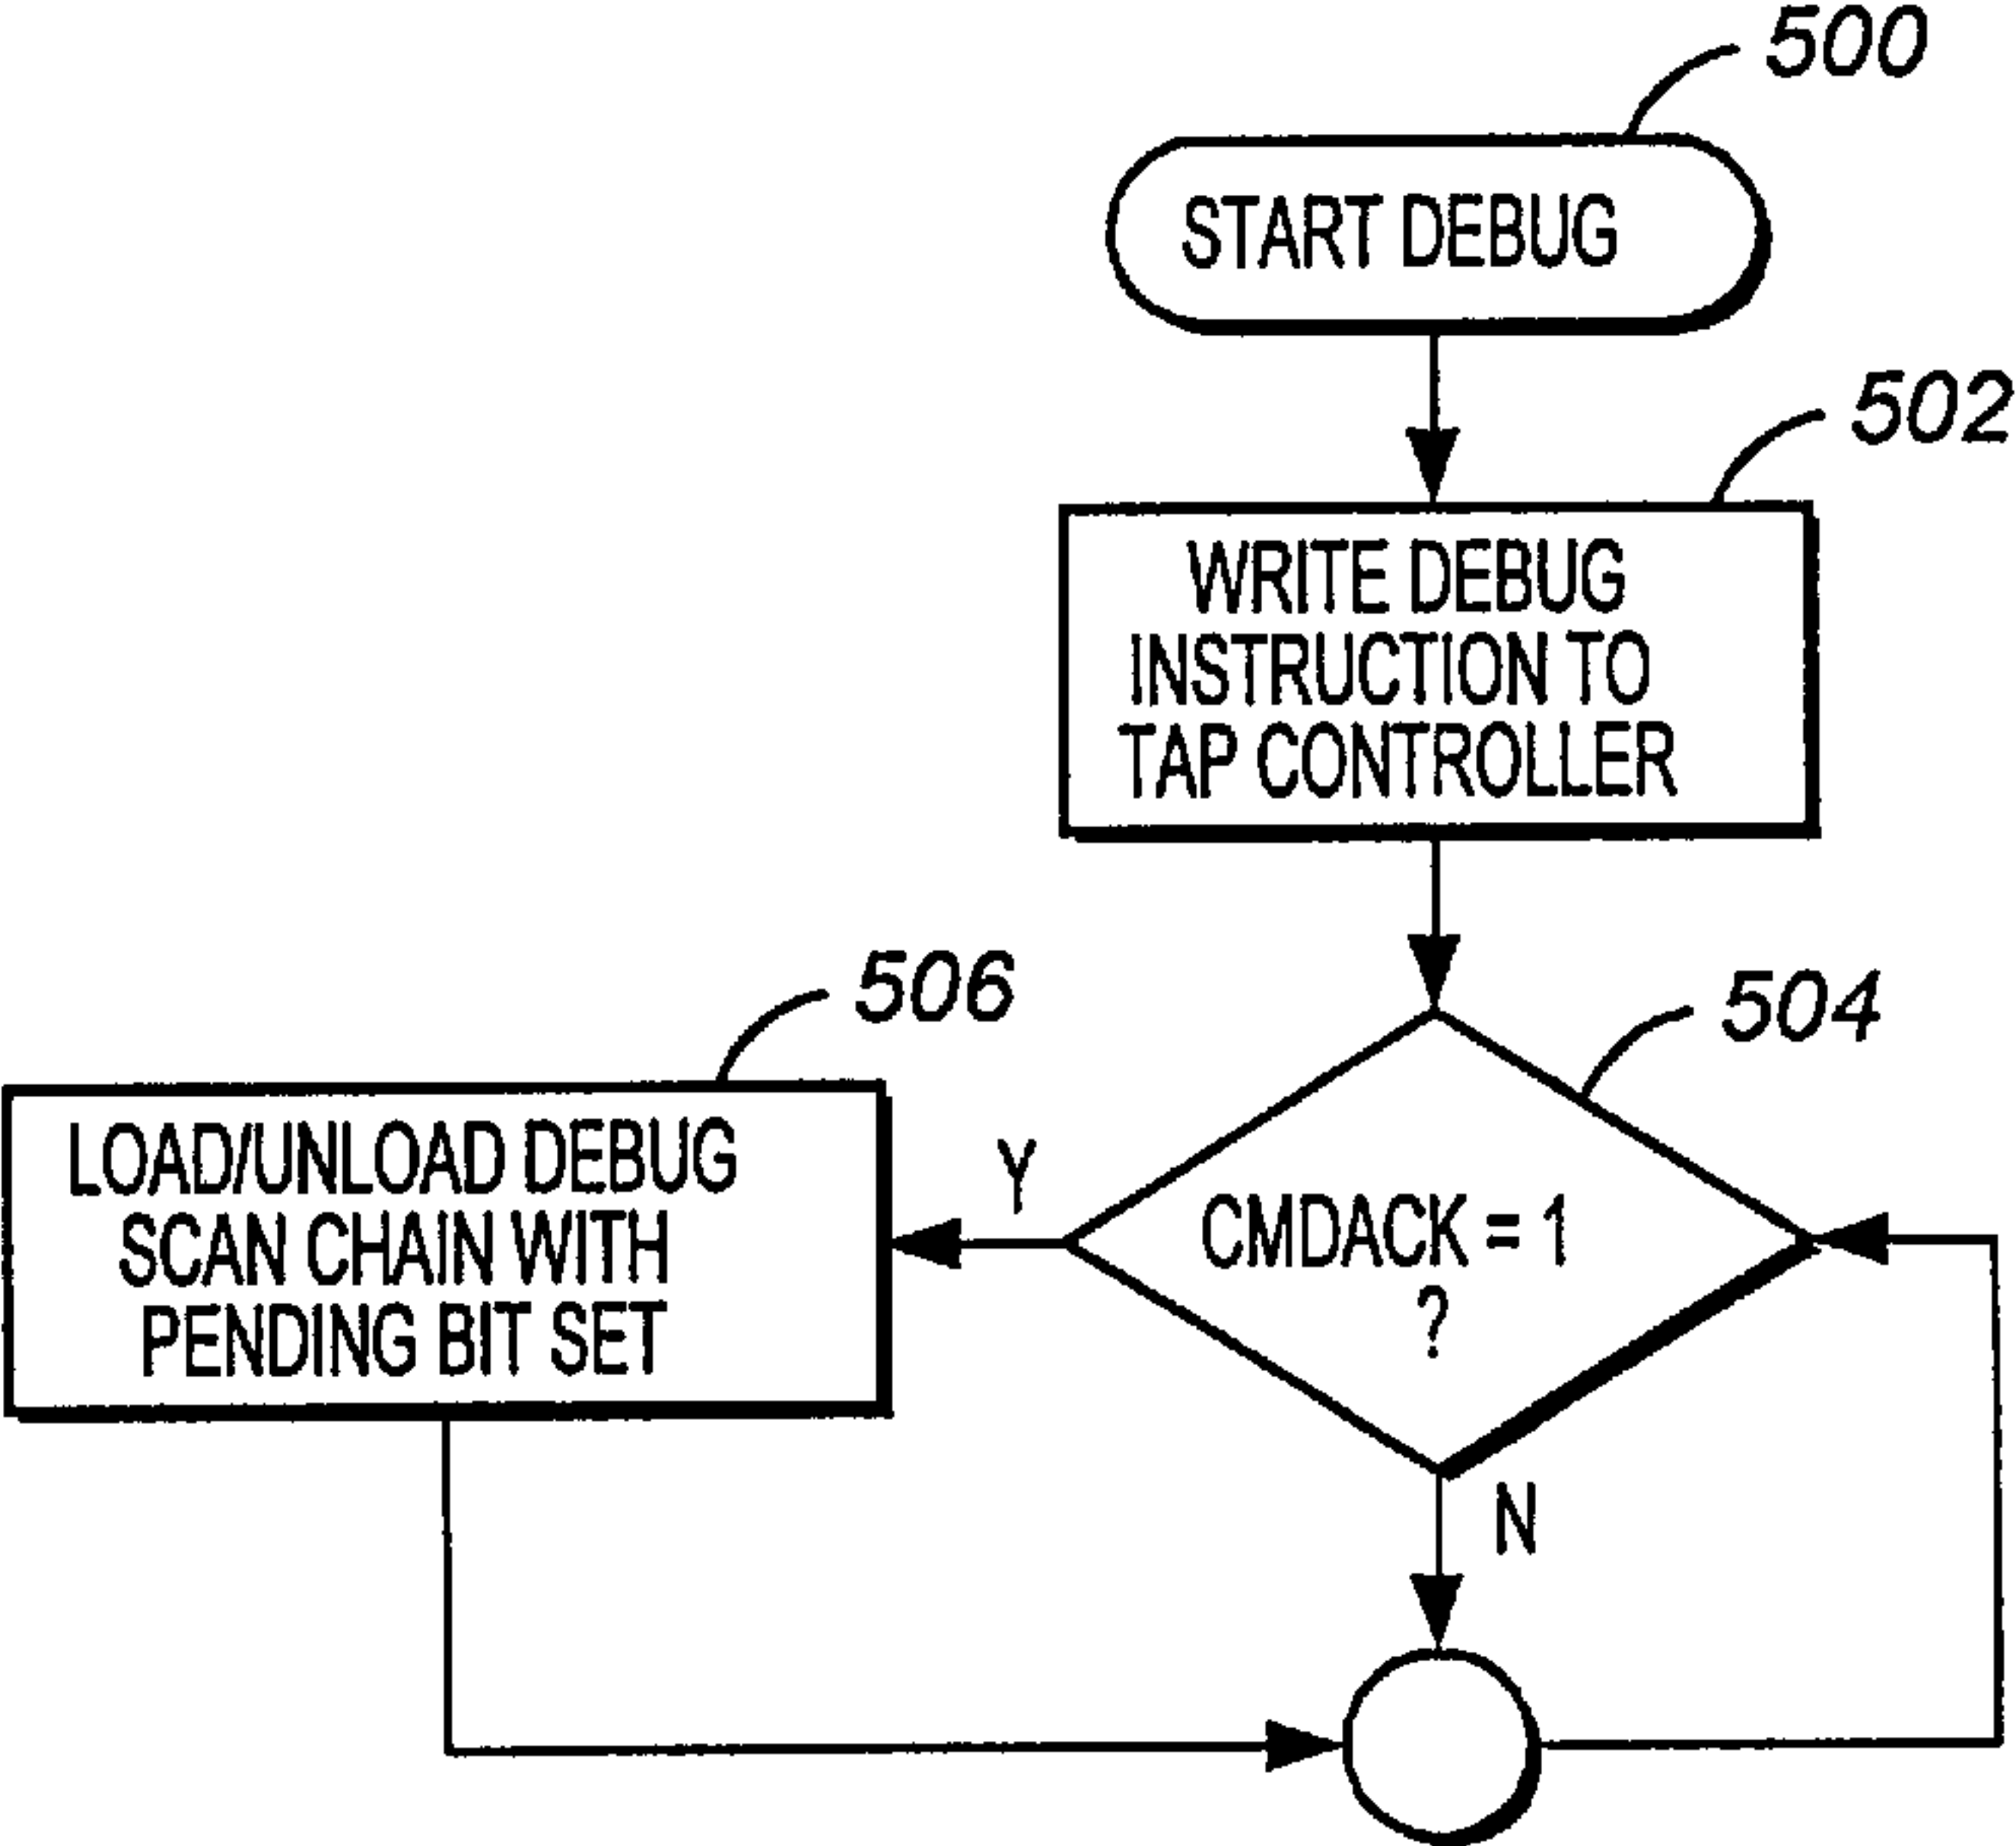 500
START DEBUG
502
WRITE DEBUG
INSTRUCTION TO
TAP CONTROLLER
506
504
LOAD/UNLOAD DEBUG
SCAN CHAIN WITH
PENDING BIT SET
Y
CMDACK = 1
?
N